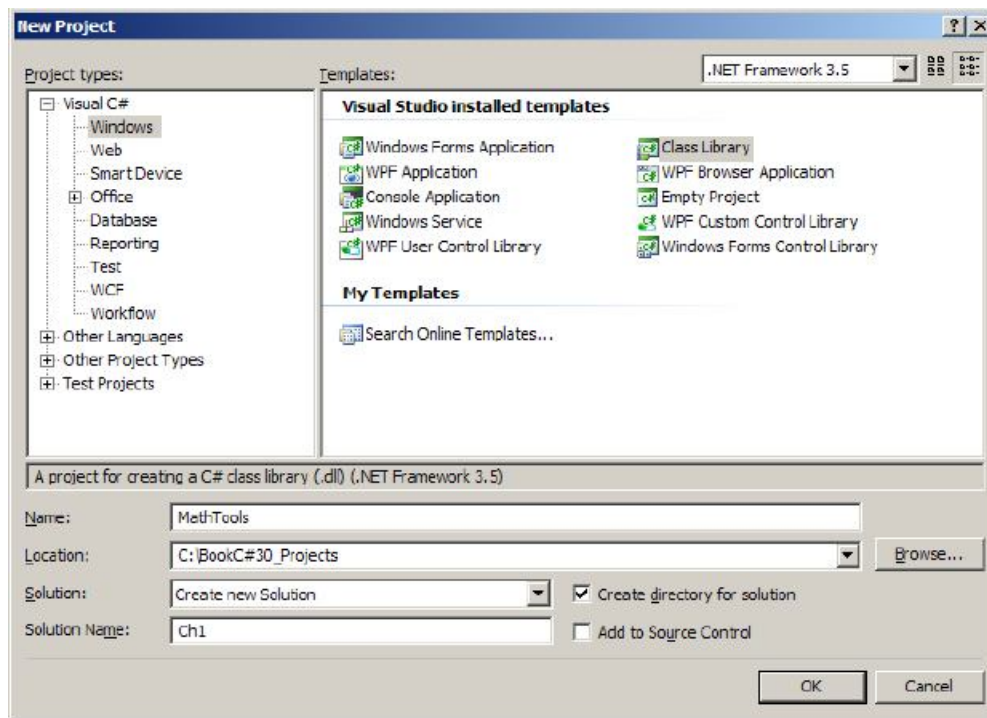 New Project
Project types:
Templates:
.NET Framework 3.5
Visual C#
Windows
Web
Smart Device
Office
Database
Reporting
Test
WCF
Workflow
Other Languages
Other Project Types
Test Projects
Visual Studio installed templates
Windows Forms Application
Class Library
WPF Application
WPF Browser Application
Console Application
Empty Project
Windows Service
WPF Custom Control Library
WPF User Control Library
Windows Forms Control Library
My Templates
Search Online Templates...
A project for creating a C# class library (.dll) (.NET Framework 3.5)
Name:
MathTools
Location:
C:\BookC#30_Projects
Browse...
Solution:
Create new Solution
Create directory for solution
Solution Name:
Ch1
Add to Source Control
OK
Cancel